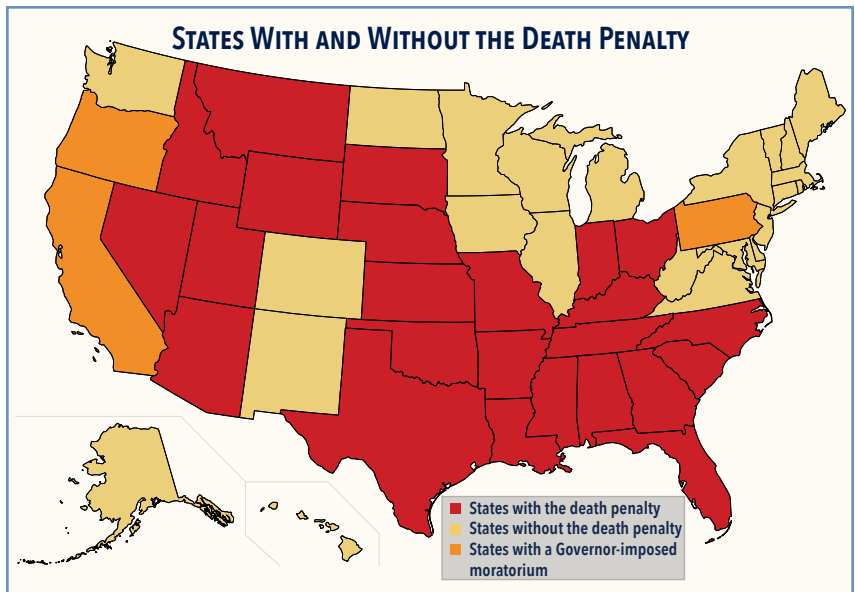 States With and Without the Death Penalty
States with the death penalty
States without the death penalty
States with a Governor-imposed
moratorium